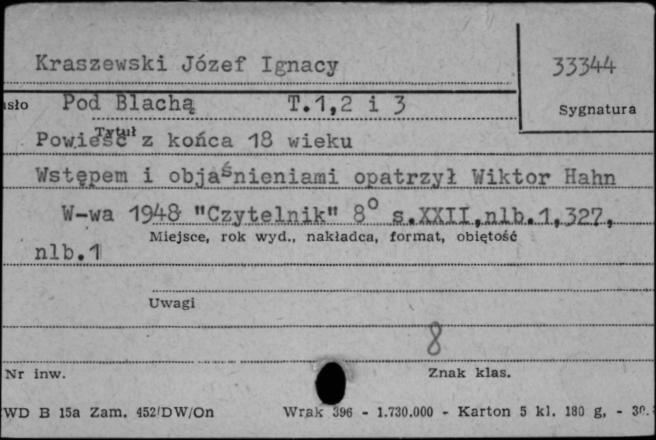 Kraszewski Józef Ignacy
33344
Sygnatura
Pod Blachą T.1,2 i 3
Tytuł
Powieść z końca 18 wieku
Wstępem i objaśnieniami opatrzył Wiktor Hahn
W-wa 1948 "Czytelnik" 8° s.XXII,nlb.1,327,
Miejsce, rok wyd., nakładca, format, obiętość
nlb.1
Uwagi
8
Nr inw.
Znak klas.
WD B 15a Zam. 452/DW/On Wrak 396 - 1.730.000 - Karton 5 kl. 180 g, - 30.